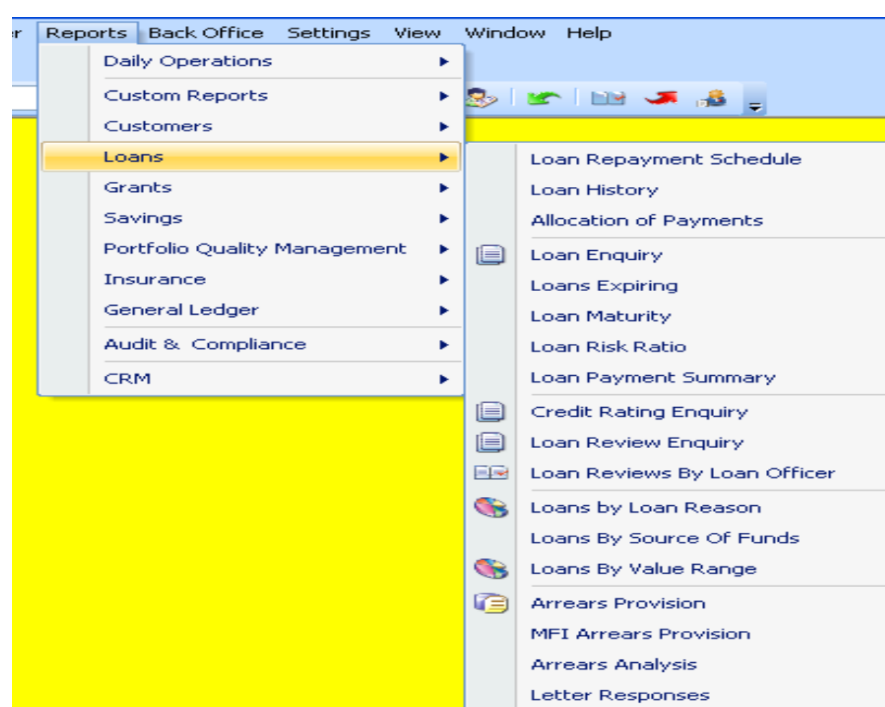 r Reports Back Office Settings View Window Help
Daily Operations
Custom Reports
Customers
Loans
Grants
Savings
Portfolio Quality Management
Insurance
General Ledger
Audit & Compliance
CRM
Loan Repayment Schedule
Loan History
Allocation of Payments
Loan Enquiry
Loans Expiring
Loan Maturity
Loan Risk Ratio
Loan Payment Summary
Credit Rating Enquiry
Loan Review Enquiry
Loan Reviews By Loan Officer
Loans by Loan Reason
Loans By Source Of Funds
Loans By Value Range
Arrears Provision
MFI Arrears Provision
Arrears Analysis
Letter Responses